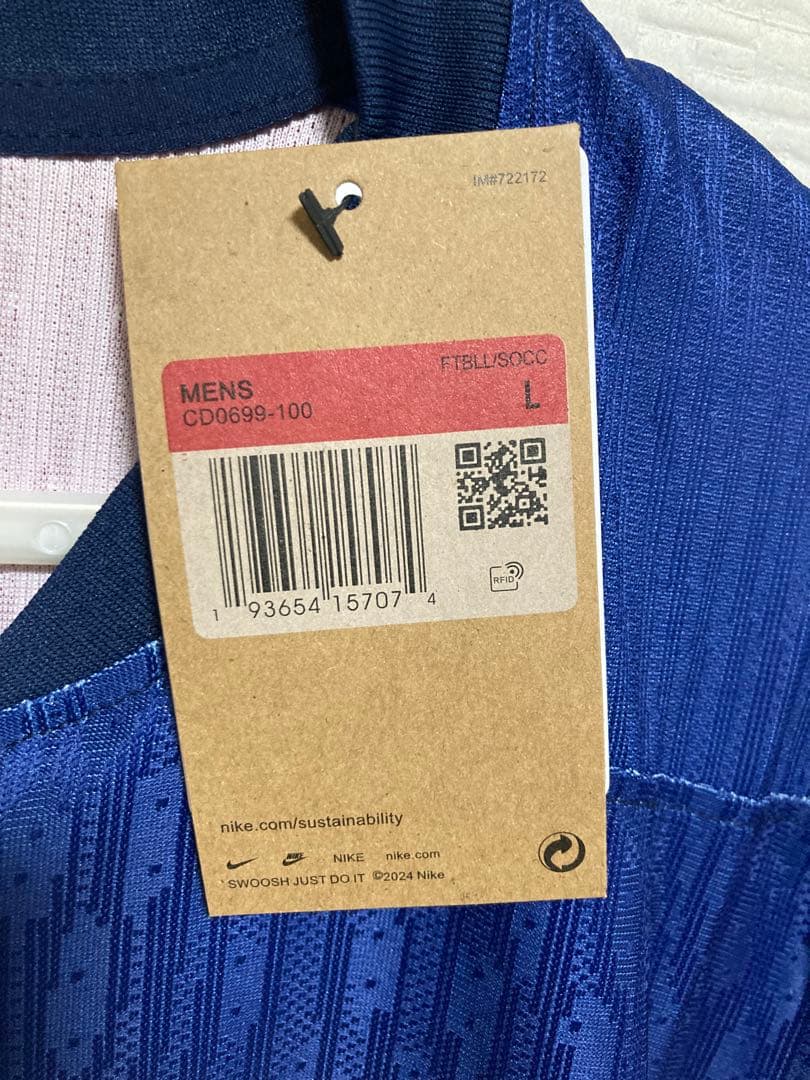 IM#722172
FTBLL/SOCC
MENS
L
CD0699-100
RFID
1 93654 15707 4
nike.com/sustainability
NIKE nike.com
SWOOSH JUST DO IT ©2024 Nike